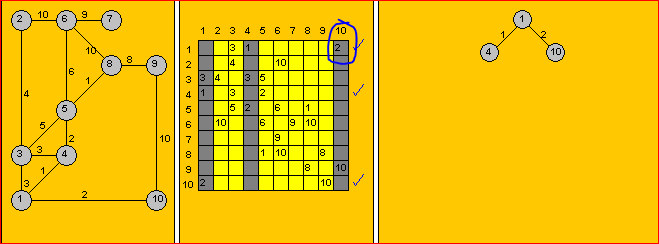 2 10 6 9 7
10
8 8 9
6 1
4
5
5 2 10
3 3 4
1
3 2
1 10
1 2 3 4 5 6 7 8 9 10
1 3 1 2
2 4 10
3 3 4 3 5
4 1 3 2
5 5 2 6 1
6 10 6 9 10
7 9
8 1 10 8
9 8 10
10 2 10
1
1 2
4 10